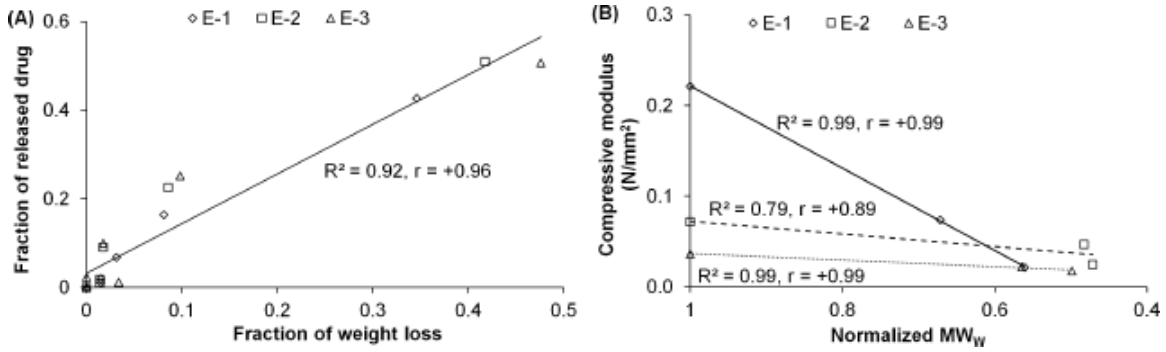 (A)
E-1 E-2 E-3
Fraction of released drug
0.6
0.4
0.2
0
R² = 0.92, r = +0.96
0 0.1 0.2 0.3 0.4 0.5
Fraction of weight loss
(B)
E-1 E-2 E-3
Compressive modulus
(N/mm²)
0.3
0.2
0.1
0.0
R² = 0.99, r = +0.99
R² = 0.79, r = +0.89
R² = 0.99, r = +0.99
1 0.8 0.6 0.4
Normalized MWw